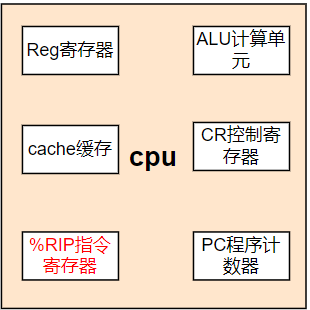 Reg寄存器
ALU计算单
元
cache缓存
cpu
CR控制寄
存器
%RIP指令
寄存器
PC程序计
数器